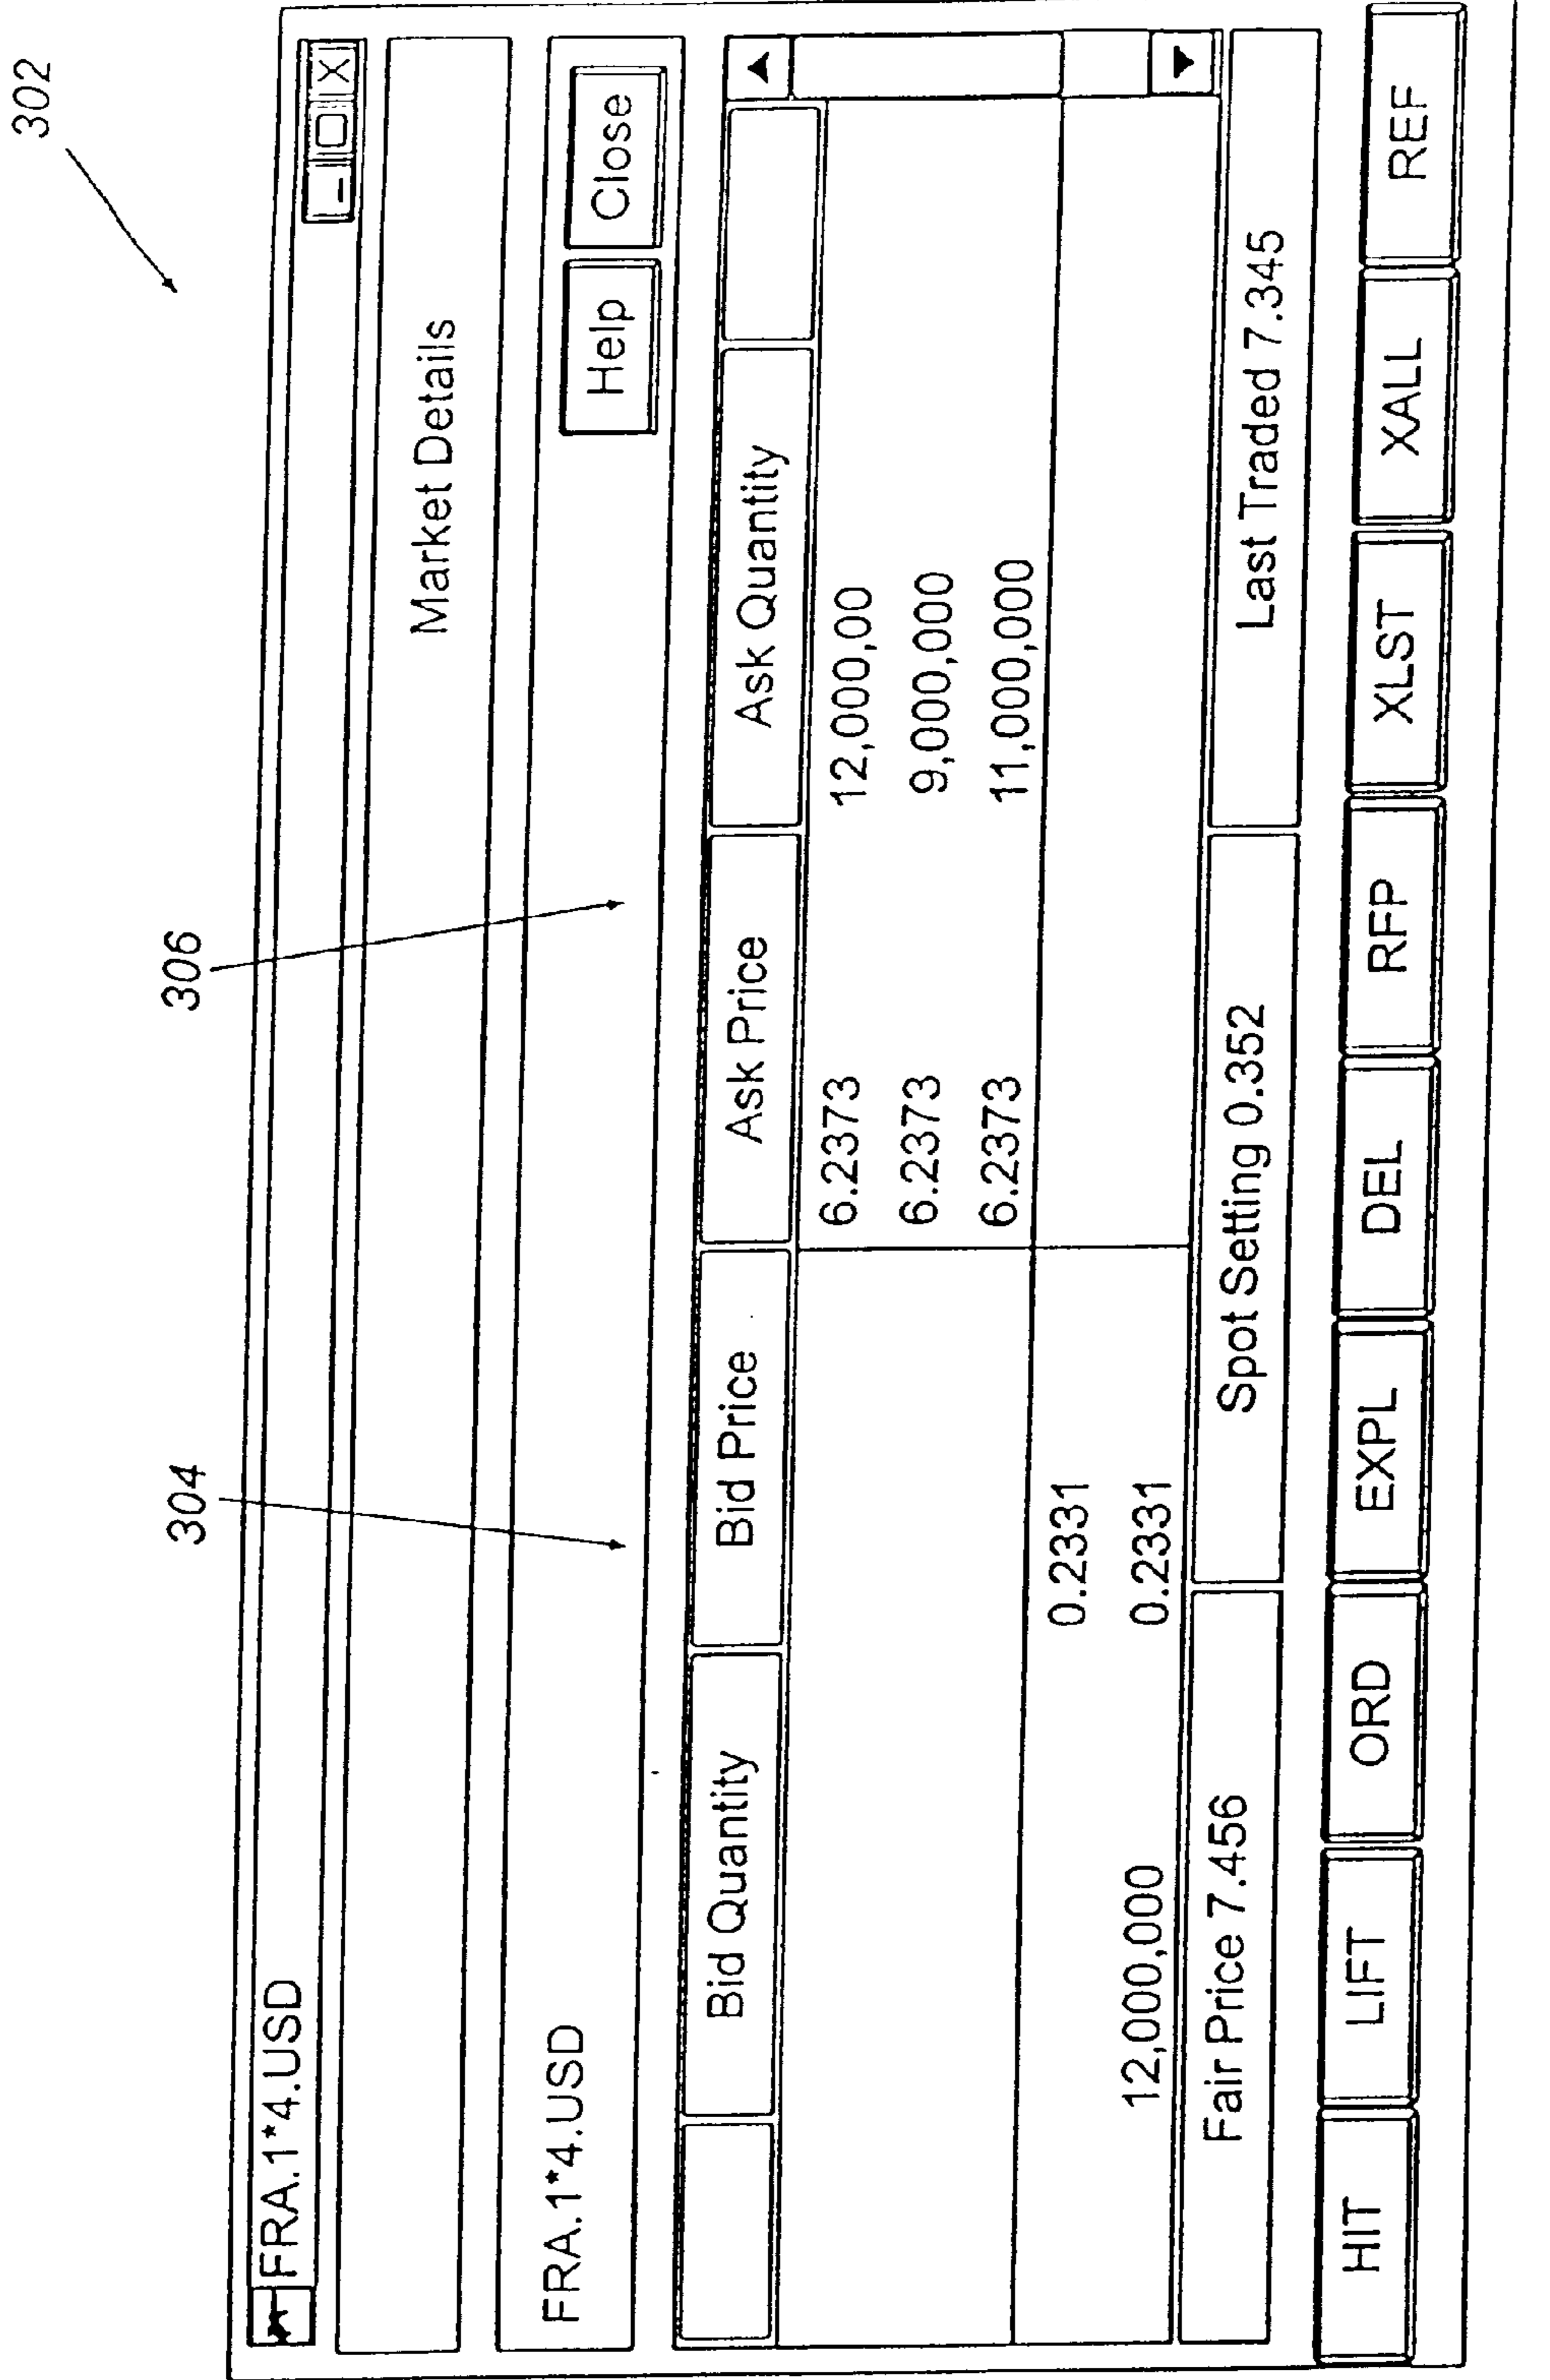 302
304 306
FRA.1*4.USD
Market Details
FRA.1*4.USD Help Close
Bid Quantity Bid Price Ask Price Ask Quantity
6.2373 12,000,00
6.2373 9,000,000
6.2373 11,000,000
0.2331
12,000,000 0.2331
Fair Price 7.456 Spot Setting 0.352 Last Traded 7.345
HIT LIFT ORD EXPL DEL RFP XLST XALL REF